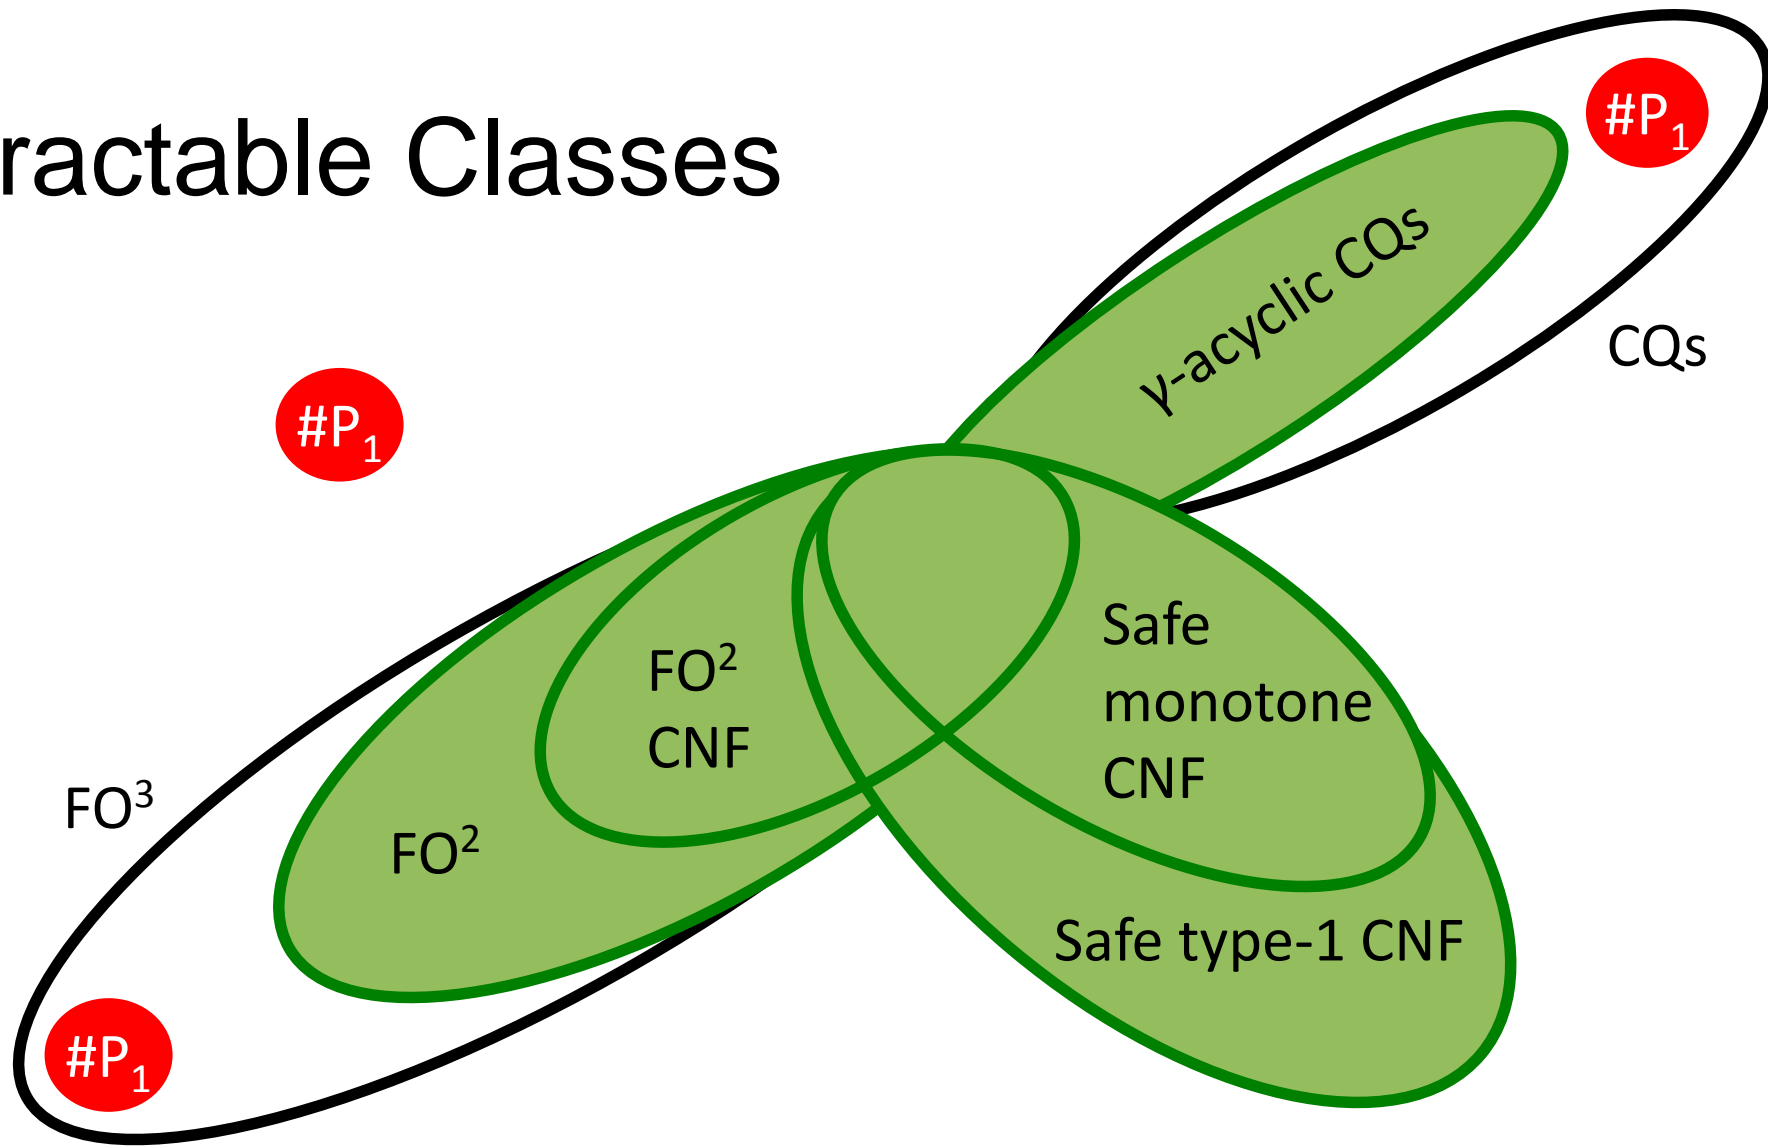 ractable Classes
#P₁
γ-acyclic CQs
CQs
#P₁
FO²
CNF
Safe
monotone
CNF
FO³
FO²
Safe type-1 CNF
#P₁